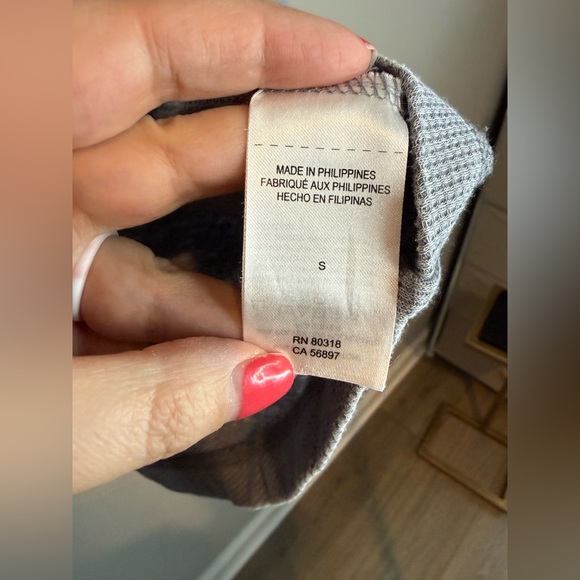 MADE IN PHILIPPINES
FABRIQUÉ AUX PHILIPPINES
HECHO EN FILIPINAS
S
RN 80318
CA 56897